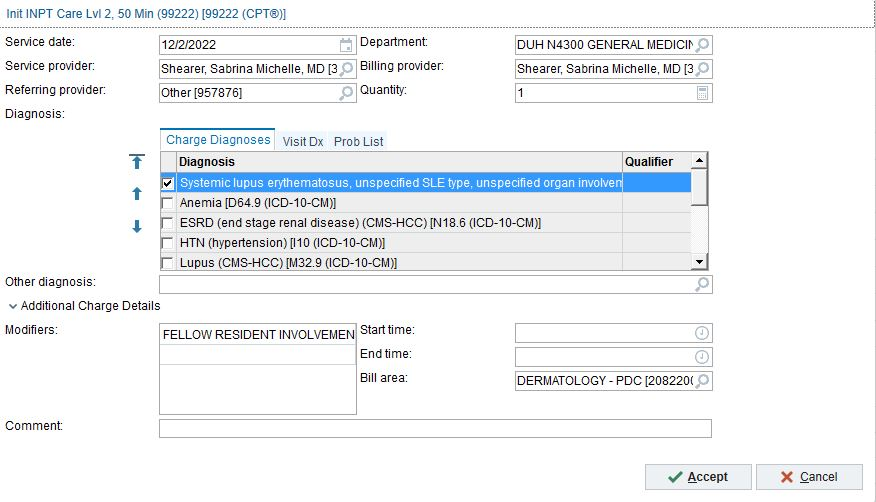 Init INPT Care Lvl 2, 50 Min (99222) [99222 (CPT®)]
Service date: 12/2/2022 Department: DUH N4300 GENERAL MEDICIN
Service provider: Shearer, Sabrina Michelle, MD [3 Billing provider: Shearer, Sabrina Michelle, MD [3
Referring provider: Other [957876] Quantity: 1
Diagnosis:
Charge Diagnoses Visit Dx Prob List
Diagnosis Qualifier
Systemic lupus erythematosus, unspecified SLE type, unspecified organ involven
Anemia [D64.9 (ICD-10-CM)]
ESRD (end stage renal disease) (CMS-HCC) [N18.6 (ICD-10-CM)]
HTN (hypertension) [I10 (ICD-10-CM)]
Lupus (CMS-HCC) [M32.9 (ICD-10-CM)]
Other diagnosis:
Additional Charge Details
Modifiers: FELLOW RESIDENT INVOLVEMEN Start time:
End time:
Bill area: DERMATOLOGY - PDC [2082200
Comment:
Accept Cancel